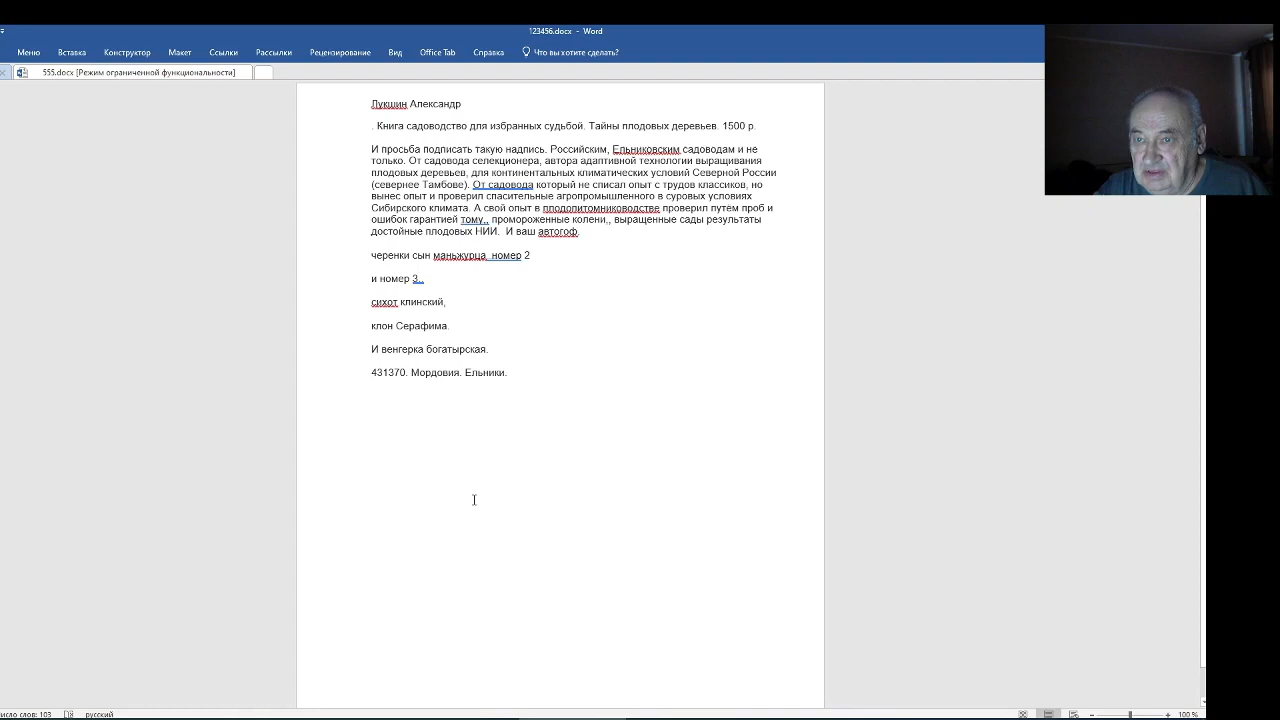 123456.docx - Word
Меню Вставка Конструктор Макет Ссылки Рассылки Рецензирование Вид Office Tab Справка Что вы хотите сделать?
555.docx [Режим ограниченной функциональности]
Лукшин Александр
. Книга садоводство для избранных судьбой. Тайны плодовых деревьев. 1500 р.
И просьба подписать такую надпись. Российским, Ельниковским садоводам и не
только. От садовода селекционера, автора адаптивной технологии выращивания
плодовых деревьев, для континентальных климатических условий Северной России
(севернее Тамбове). От садовода который не списал опыт с трудов классиков, но
вынес опыт и проверил спасительные агропромышленного в суровых условиях
Сибирского климата. А свой опыт в плодопитомниководстве проверил путём проб и
ошибок гарантией тому,, промороженные колени,, выращенные сады результаты
достойные плодовых НИИ. И ваш автогоф.
черенки сын маньжурца номер 2
и номер 3,,
сихот клинский,
клон Серафима.
И венгерка богатырская.
431370. Мордовия. Ельники.
число слов: 103 русский 100 %